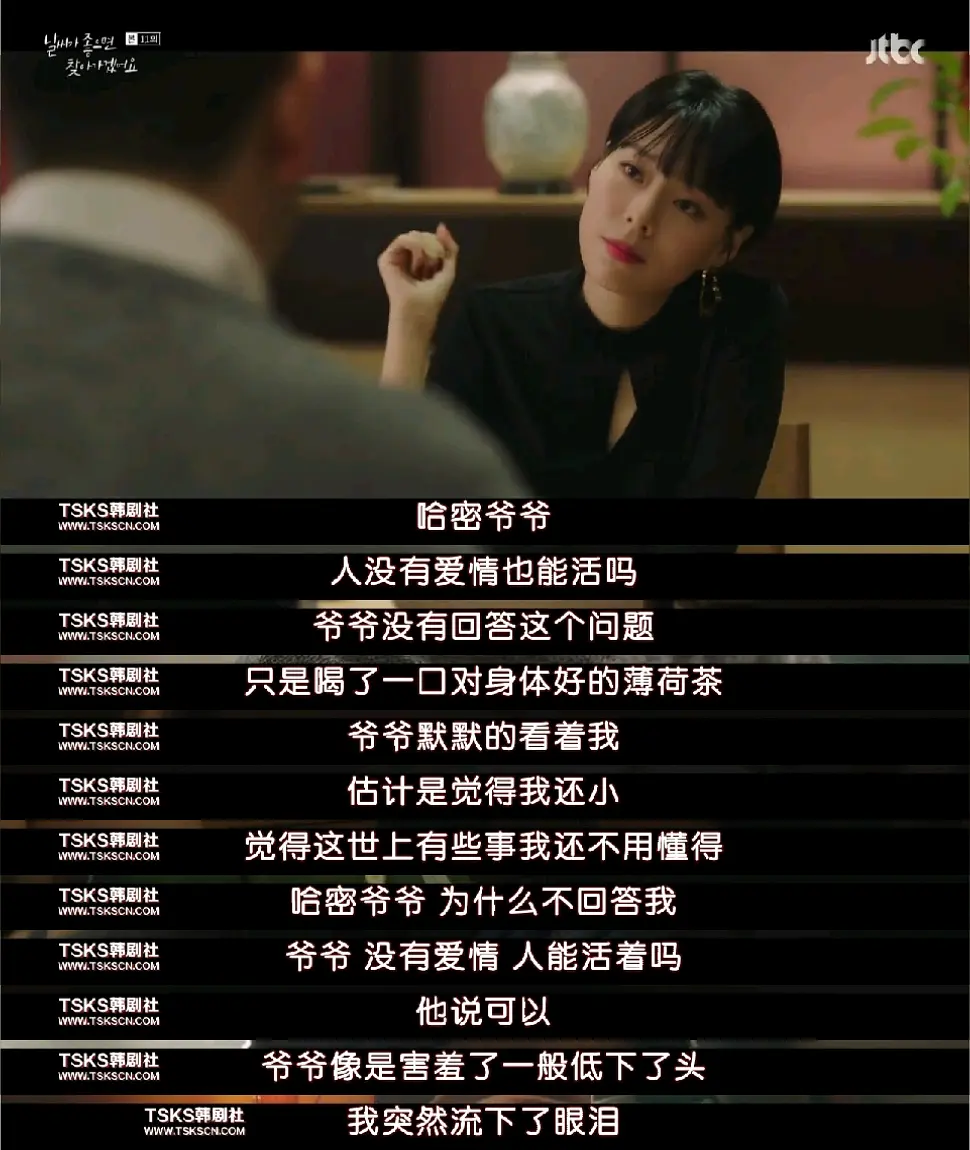 날씨가 좋으면 본 11회
찾아가겠어요
jtbc
TSKS韩剧社
WWW.TSKSCN.COM
哈密爷爷
TSKS韩剧社
WWW.TSKSCN.COM
人没有爱情也能活吗
TSKS韩剧社
WWW.TSKSCN.COM
爷爷没有回答这个问题
TSKS韩剧社
WWW.TSKSCN.COM
只是喝了一口对身体好的薄荷茶
TSKS韩剧社
WWW.TSKSCN.COM
爷爷默默的看着我
TSKS韩剧社
WWW.TSKSCN.COM
估计是觉得我还小
TSKS韩剧社
WWW.TSKSCN.COM
觉得这世上有些事我还不用懂得
TSKS韩剧社
WWW.TSKSCN.COM
哈密爷爷 为什么不回答我
TSKS韩剧社
WWW.TSKSCN.COM
爷爷 没有爱情 人能活着吗
TSKS韩剧社
WWW.TSKSCN.COM
他说可以
TSKS韩剧社
WWW.TSKSCN.COM
爷爷像是害羞了一般低下了头
TSKS韩剧社
WWW.TSKSCN.COM
我突然流下了眼泪